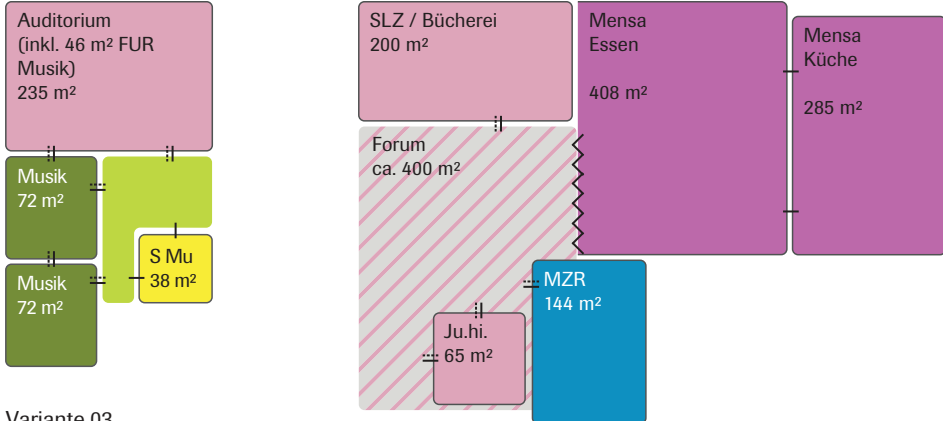 Auditorium
(inkl. 46 m² FUR
Musik)
235 m²
Musik
72 m²
S Mu
38 m²
Musik
72 m²
SLZ / Bücherei
200 m²
Mensa
Essen
408 m²
Mensa
Küche
285 m²
Forum
ca. 400 m²
MZR
144 m²
Ju.hi.
65 m²
Variante 03